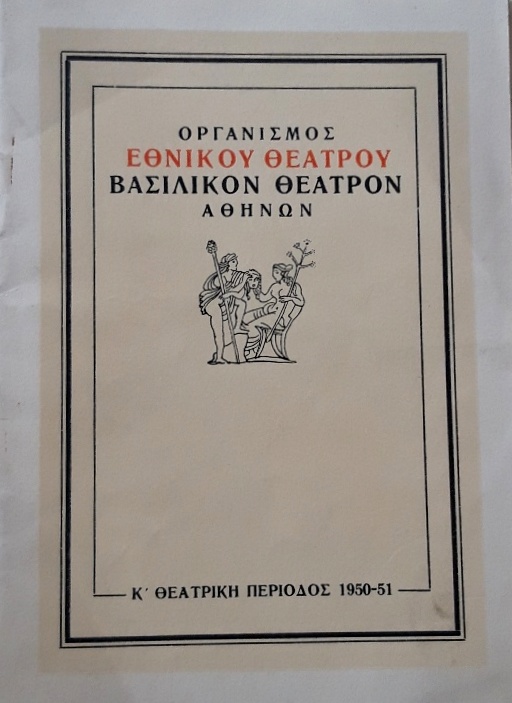 ΟΡΓΑΝΙΣΜΟΣ
ΕΘΝΙΚΟΥ ΘΕΑΤΡΟΥ
ΒΑΣΙΛΙΚΟΝ ΘΕΑΤΡΟΝ
ΑΘΗΝΩΝ
Κ' ΘΕΑΤΡΙΚΗ ΠΕΡΙΟΔΟΣ 1950-51